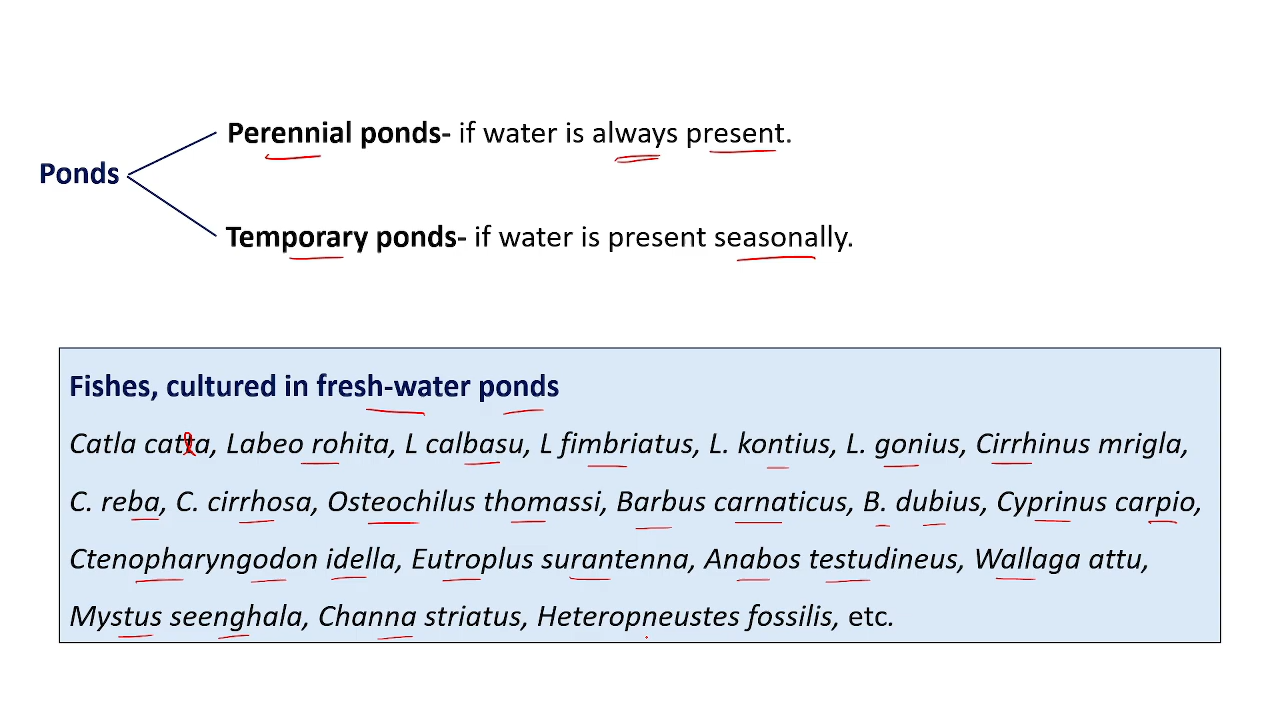 Perennial ponds- if water is always present.
Ponds
Temporary ponds- if water is present seasonally.
Fishes, cultured in fresh-water ponds
Catla catla, Labeo rohita, L calbasu, L fimbriatus, L. kontius, L. gonius, Cirrhinus mrigla,
C. reba, C. cirrhosa, Osteochilus thomassi, Barbus carnaticus, B. dubius, Cyprinus carpio,
Ctenopharyngodon idella, Eutroplus surantenna, Anabos testudineus, Wallaga attu,
Mystus seenghala, Channa striatus, Heteropneustes fossilis, etc.